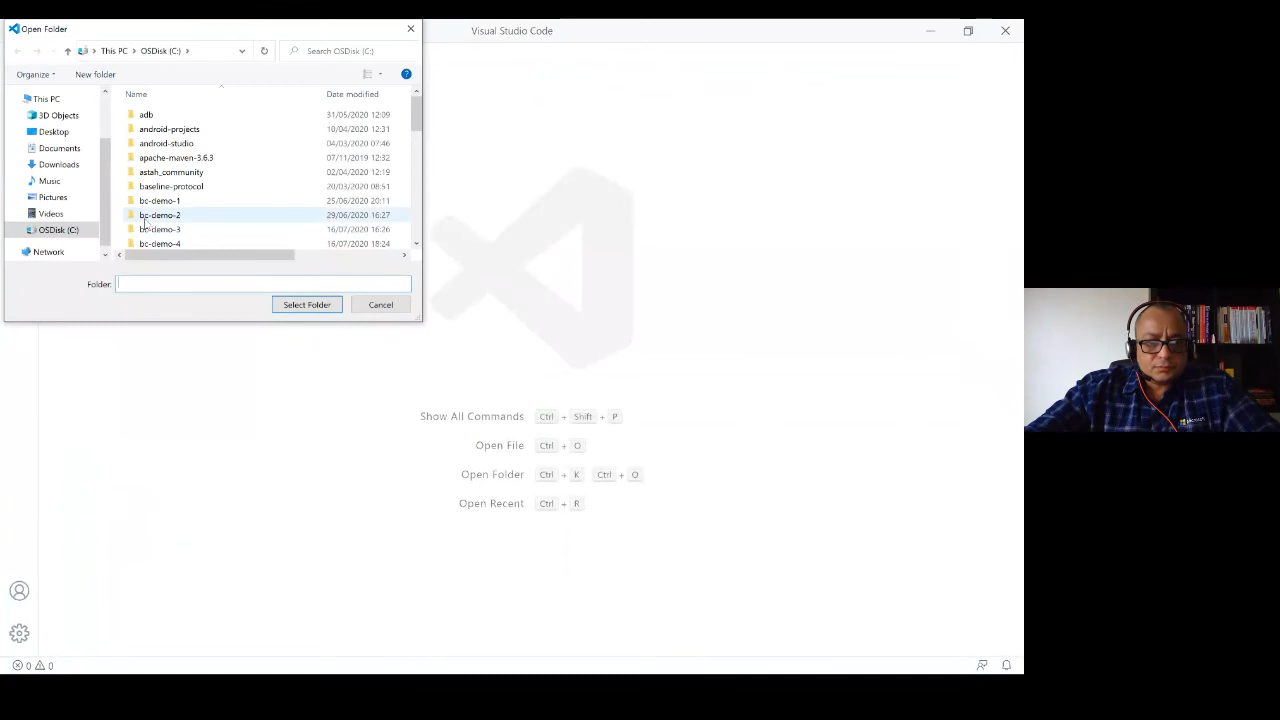 Open Folder
Visual Studio Code
This PC
OSDisk (C:)
Search OSDisk (C:)
Organize
New folder
This PC
3D Objects
Desktop
Documents
Downloads
Music
Pictures
Videos
OSDisk (C:)
Network
Name Date modified
adb 31/05/2020 12:09
android-projects 10/04/2020 12:31
android-studio 04/03/2020 07:46
apache-maven-3.6.3 07/11/2019 12:32
astah_community 02/04/2020 12:19
baseline-protocol 20/03/2020 08:51
bc-demo-1 25/06/2020 20:11
bc-demo-2 29/06/2020 16:27
bc-demo-3 16/07/2020 16:26
bc-demo-4 16/07/2020 18:24
Folder:
Select Folder Cancel
Show All Commands Ctrl + Shift + P
Open File Ctrl + O
Open Folder Ctrl + K Ctrl + O
Open Recent Ctrl + R
0 0
Microsoft